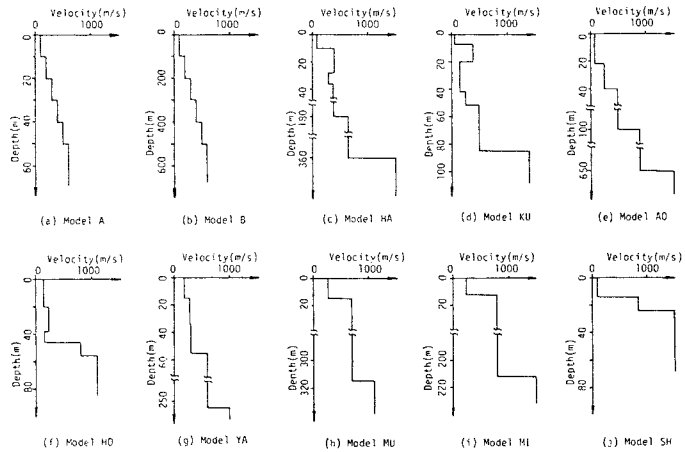 Velocity(m/s) Velocity(m/s) Velocity(m/s) Velocity(m/s) Velocity(m/s)
0 1000 0 1000 0 1000 0 1000 0 1000
Depth(m) 0 20 40 60
Depth(m) 0 200 400 600
Depth(m) 0 20 40 180 360
Depth(m) 0 20 40 60 80 100
Depth(m) 0 20 40 100 650
(a) Model A (b) Model B (c) Model HA (d) Model KU (e) Model AO
Velocity(m/s) Velocity(m/s) Velocity(m/s) Velocity(m/s) Velocity(m/s)
0 1000 0 1000 0 1000 0 1000 0 1000
Depth(m) 0 40 80
Depth(m) 0 20 40 60 250
Depth(m) 0 20 300 320
Depth(m) 0 20 200 220
Depth(m) 0 40 80
(f) Model HO (g) Model YA (h) Model MU (i) Model MI (j) Model SH